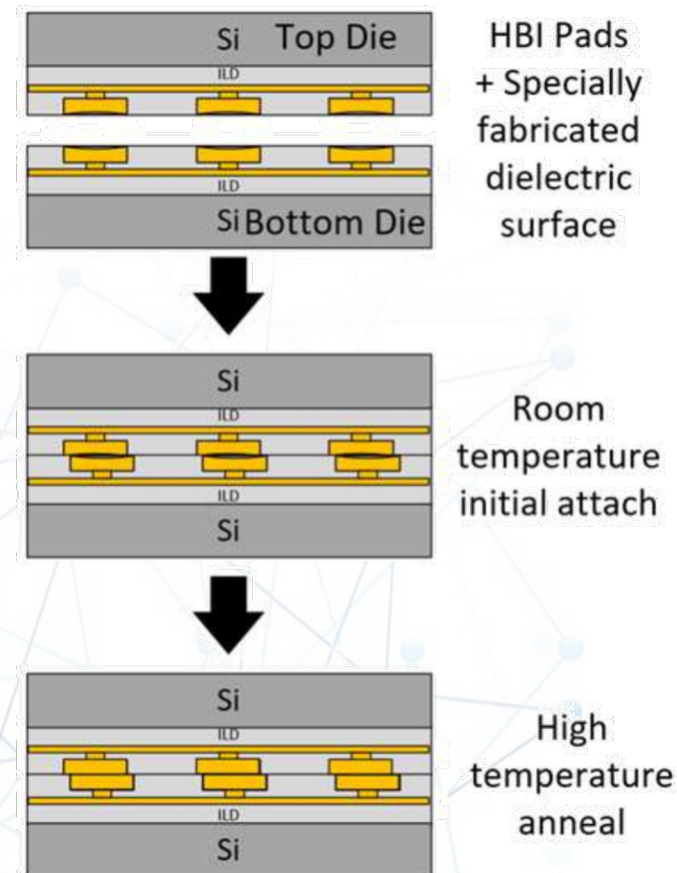 Si Top Die
ILD
HBI Pads
+ Specially
fabricated
dielectric
surface
ILD
Si Bottom Die
Si
ILD
Room
temperature
initial attach
ILD
Si
Si
ILD
High
temperature
anneal
ILD
Si